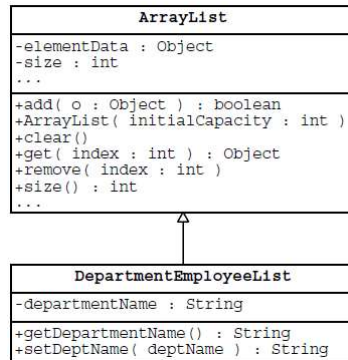 ArrayList
-elementData : Object
-size : int
...
+add( o : Object ) : boolean
+ArrayList( initialCapacity : int )
+clear()
+get( index : int ) : Object
+remove( index : int )
+size() : int
...
DepartmentEmployeeList
-departmentName : String
+getDepartmentName() : String
+setDeptName( deptName ) : String